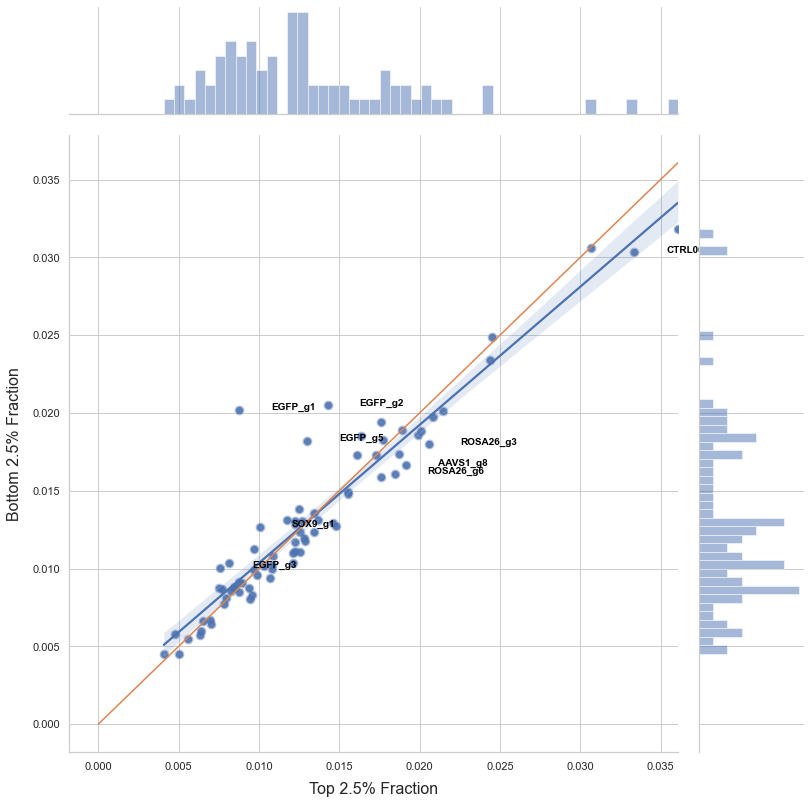 0.035
0.030
CTRL0
0.025
Bottom 2.5% Fraction
0.020
EGFP_g1
EGFP_g2
EGFP_g5
ROSA26_g3
AAVS1_g8
ROSA26_g6
0.015
SOX9_g1
0.010
EGFP_g3
0.005
0.000
0.000 0.005 0.010 0.015 0.020 0.025 0.030 0.035
Top 2.5% Fraction